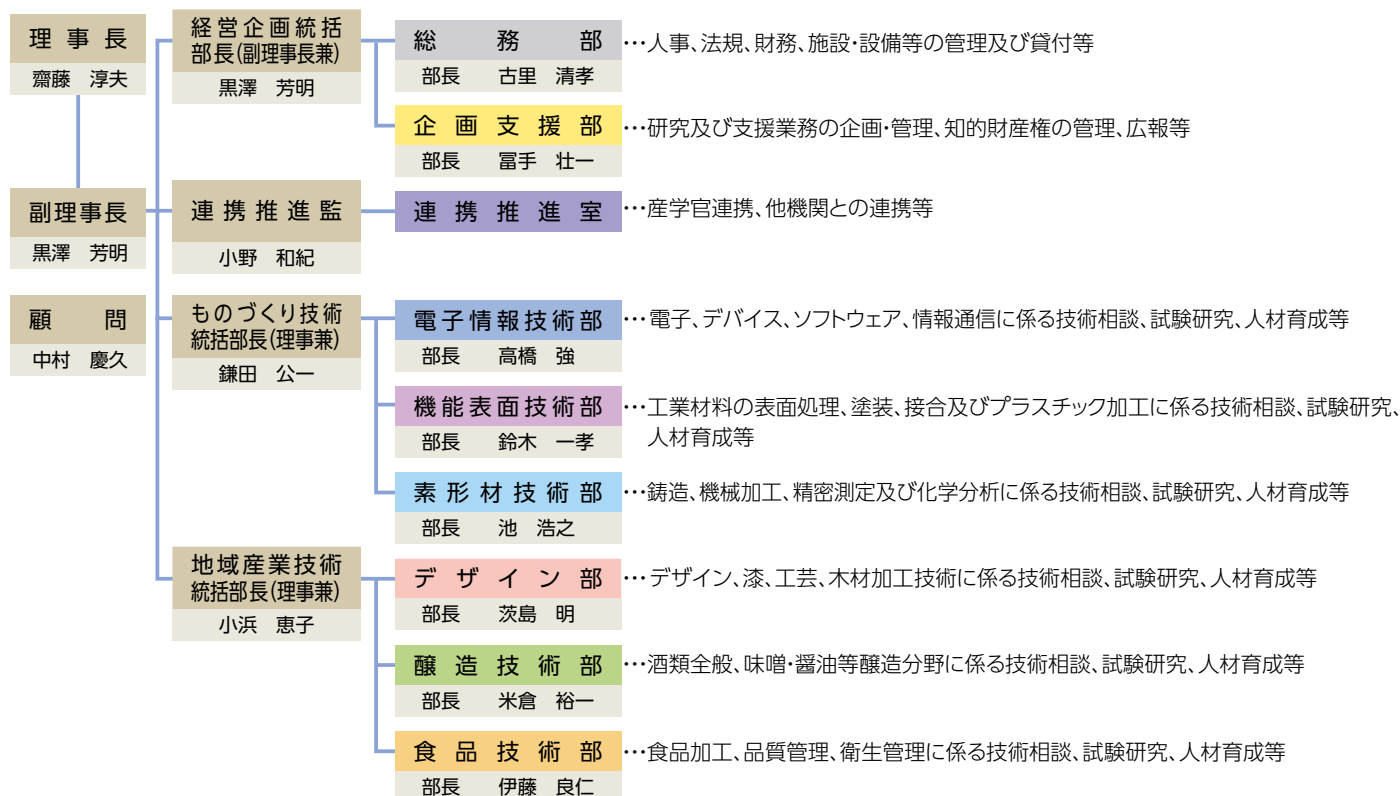 理事長
齋藤 淳夫
副理事長
黒澤 芳明
顧問
中村 慶久
経営企画統括
部長(副理事長兼)
黒澤 芳明
総務部
…人事、法規、財務、施設・設備等の管理及び貸付等
部長 古里 清孝
企画支援部
…研究及び支援業務の企画・管理、知的財産権の管理、広報等
部長 冨手 壮一
連携推進監
小野 和紀
連携推進室
…産学官連携、他機関との連携等
ものづくり技術
統括部長(理事兼)
鎌田 公一
電子情報技術部
…電子、デバイス、ソフトウェア、情報通信に係る技術相談、試験研究、人材育成等
部長 高橋 強
機能表面技術部
…工業材料の表面処理、塗装、接合及びプラスチック加工に係る技術相談、試験研究、
人材育成等
部長 鈴木 一孝
素形材技術部
…鋳造、機械加工、精密測定及び化学分析に係る技術相談、試験研究、人材育成等
部長 池 浩之
地域産業技術
統括部長(理事兼)
小浜 恵子
デザイン部
…デザイン、漆、工芸、木材加工技術に係る技術相談、試験研究、人材育成等
部長 茨島 明
醸造技術部
…酒類全般、味噌・醤油等醸造分野に係る技術相談、試験研究、人材育成等
部長 米倉 裕一
食品技術部
…食品加工、品質管理、衛生管理に係る技術相談、試験研究、人材育成等
部長 伊藤 良仁